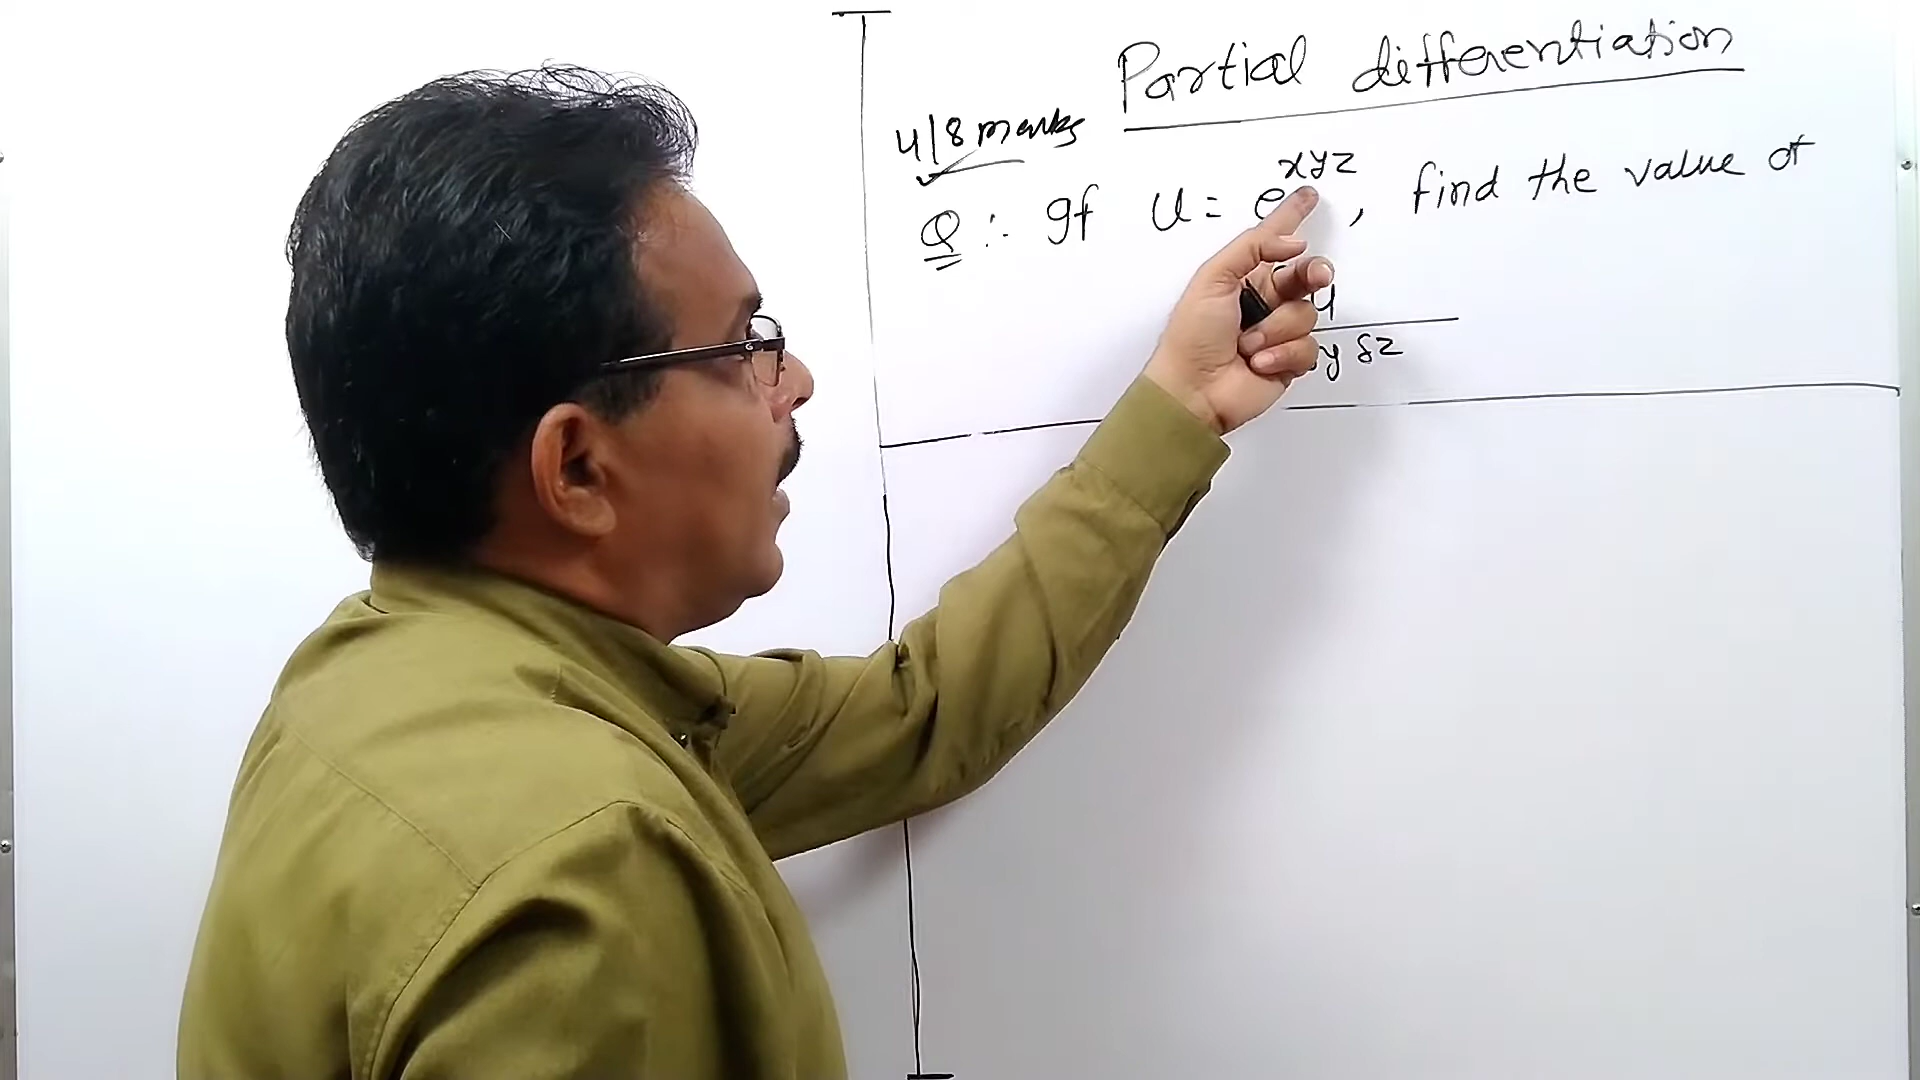 Partial differentiation
4/8 marks
Q: If U = e^xyz, find the value of
u
y δz